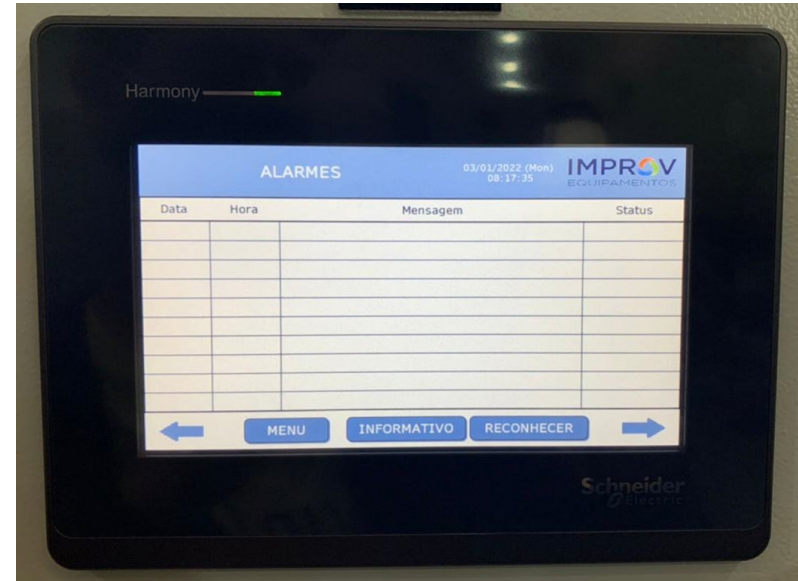 Harmony
ALARMES
03/01/2022 (Mon)
08:17:35
IMPROV
EQUIPAMENTOS
Data Hora Mensagem Status
MENU INFORMATIVO RECONHECER
Schneider
Electric